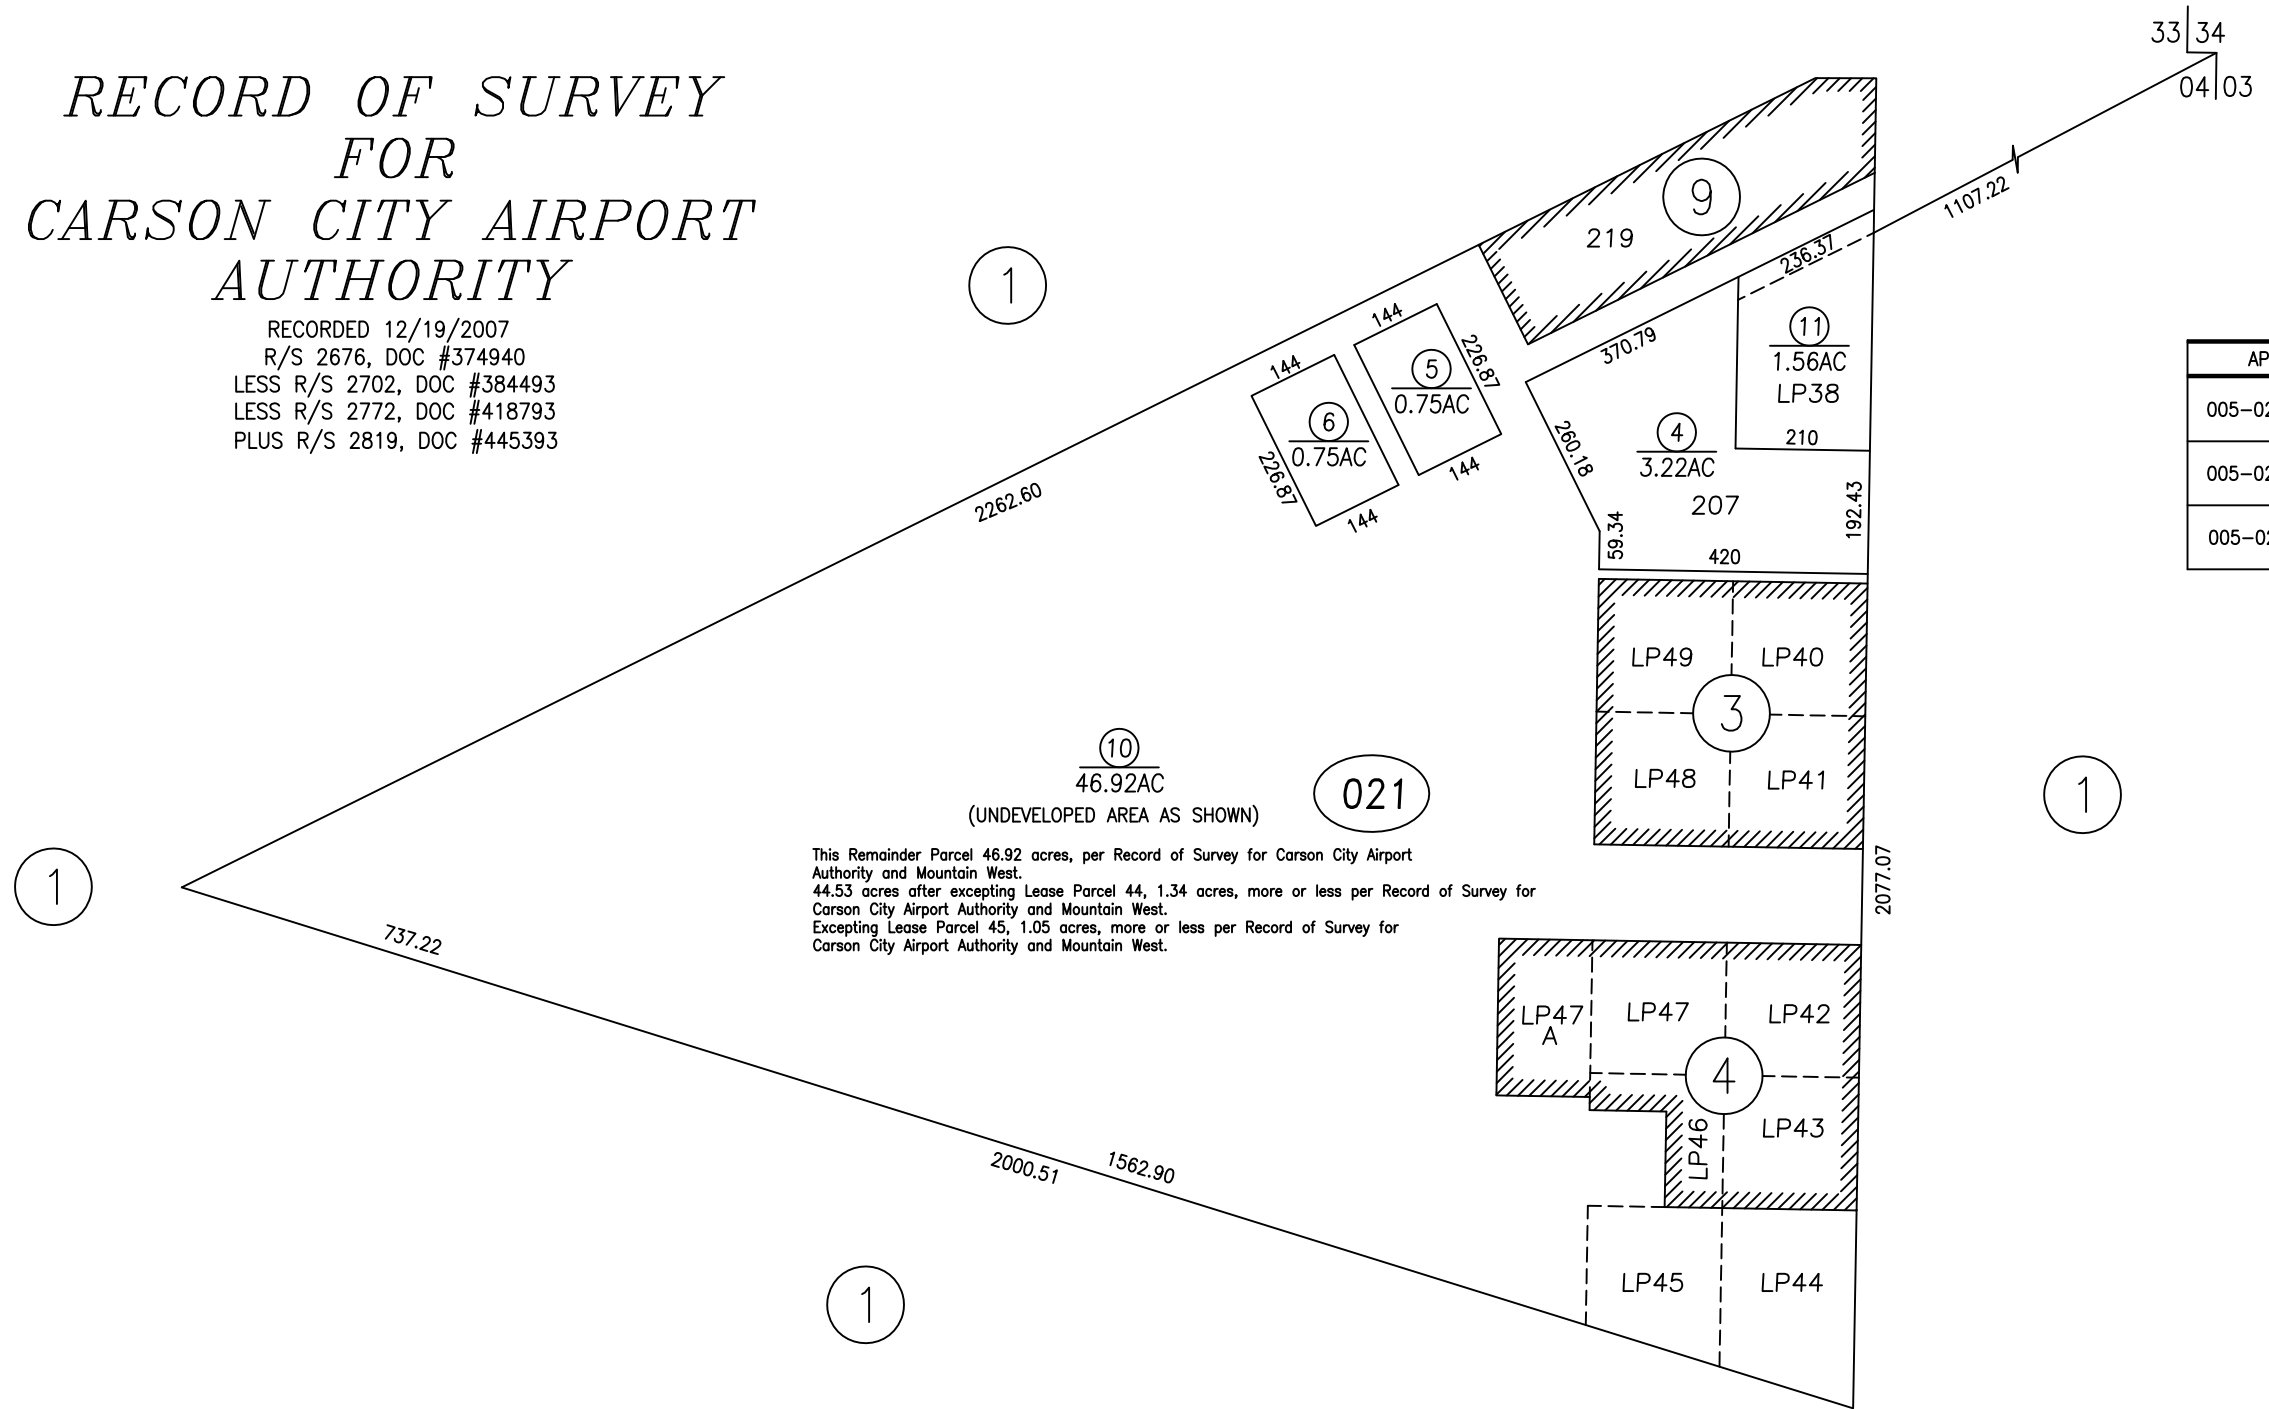 RECORD OF SURVEY
FOR
CARSON CITY AIRPORT
AUTHORITY
RECORDED 12/19/2007
R/S 2676, DOC #374940
LESS R/S 2702, DOC #384493
LESS R/S 2772, DOC #418793
PLUS R/S 2819, DOC #445393
33 34
04 03
1107.22
9
219
236.37
1
144
144
370.79
11
1.56AC
LP38
210
226.87
5
0.75AC
144
6
0.75AC
226.87
144
260.18
4
3.22AC
207
192.43
59.34
420
2262.60
AP
005-02
005-02
005-02
LP49
LP40
3
LP48
LP41
10
46.92AC
(UNDEVELOPED AREA AS SHOWN)
021
1
This Remainder Parcel 46.92 acres, per Record of Survey for Carson City Airport
Authority and Mountain West.
44.53 acres after excepting Lease Parcel 44, 1.34 acres, more or less per Record of Survey for
Carson City Airport Authority and Mountain West.
Excepting Lease Parcel 45, 1.05 acres, more or less per Record of Survey for
Carson City Airport Authority and Mountain West.
2077.07
1
737.22
LP47
A
LP47
LP42
4
LP46
LP43
2000.51
1562.90
LP45
LP44
1